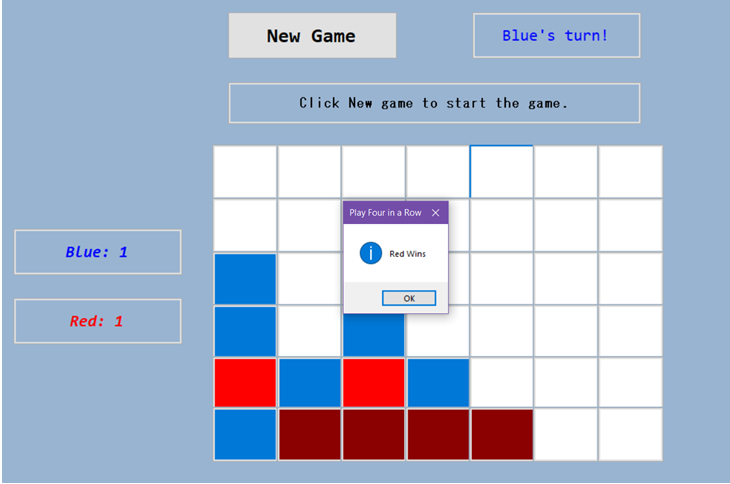 New Game
Blue's turn!
Click New game to start the game.
Play Four in a Row
Red Wins
OK
Blue: 1
Red: 1